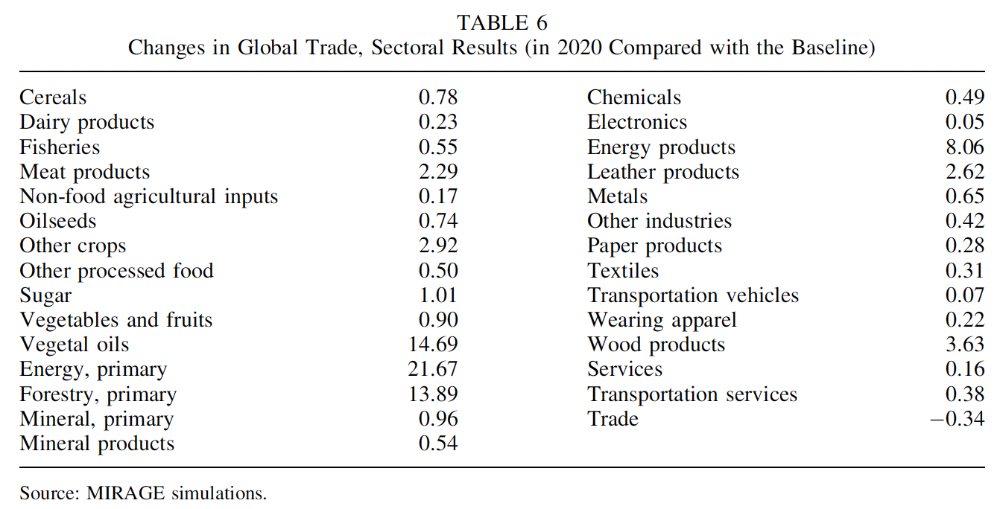 TABLE 6
Changes in Global Trade, Sectoral Results (in 2020 Compared with the Baseline)
Cereals 0.78 Chemicals 0.49
Dairy products 0.23 Electronics 0.05
Fisheries 0.55 Energy products 8.06
Meat products 2.29 Leather products 2.62
Non-food agricultural inputs 0.17 Metals 0.65
Oilseeds 0.74 Other industries 0.42
Other crops 2.92 Paper products 0.28
Other processed food 0.50 Textiles 0.31
Sugar 1.01 Transportation vehicles 0.07
Vegetables and fruits 0.90 Wearing apparel 0.22
Vegetal oils 14.69 Wood products 3.63
Energy, primary 21.67 Services 0.16
Forestry, primary 13.89 Transportation services 0.38
Mineral, primary 0.96 Trade −0.34
Mineral products 0.54
Source: MIRAGE simulations.